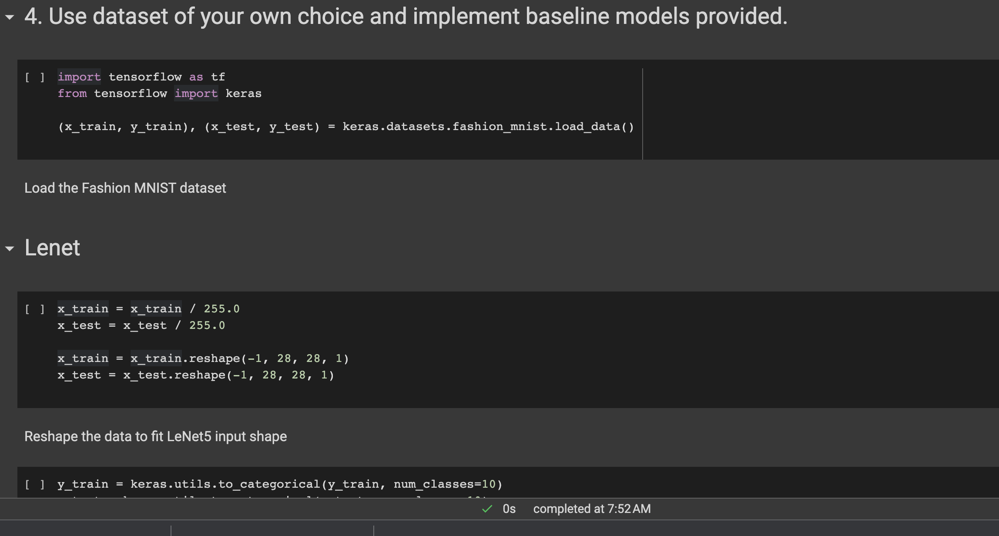 4. Use dataset of your own choice and implement baseline models provided.
[ ] import tensorflow as tf
from tensorflow import keras
(x_train, y_train), (x_test, y_test) = keras.datasets.fashion_mnist.load_data()
Load the Fashion MNIST dataset
Lenet
[ ] x_train = x_train / 255.0
x_test = x_test / 255.0
x_train = x_train.reshape(-1, 28, 28, 1)
x_test = x_test.reshape(-1, 28, 28, 1)
Reshape the data to fit LeNet5 input shape
[ ] y_train = keras.utils.to_categorical(y_train, num_classes=10)
0s completed at 7:52 AM